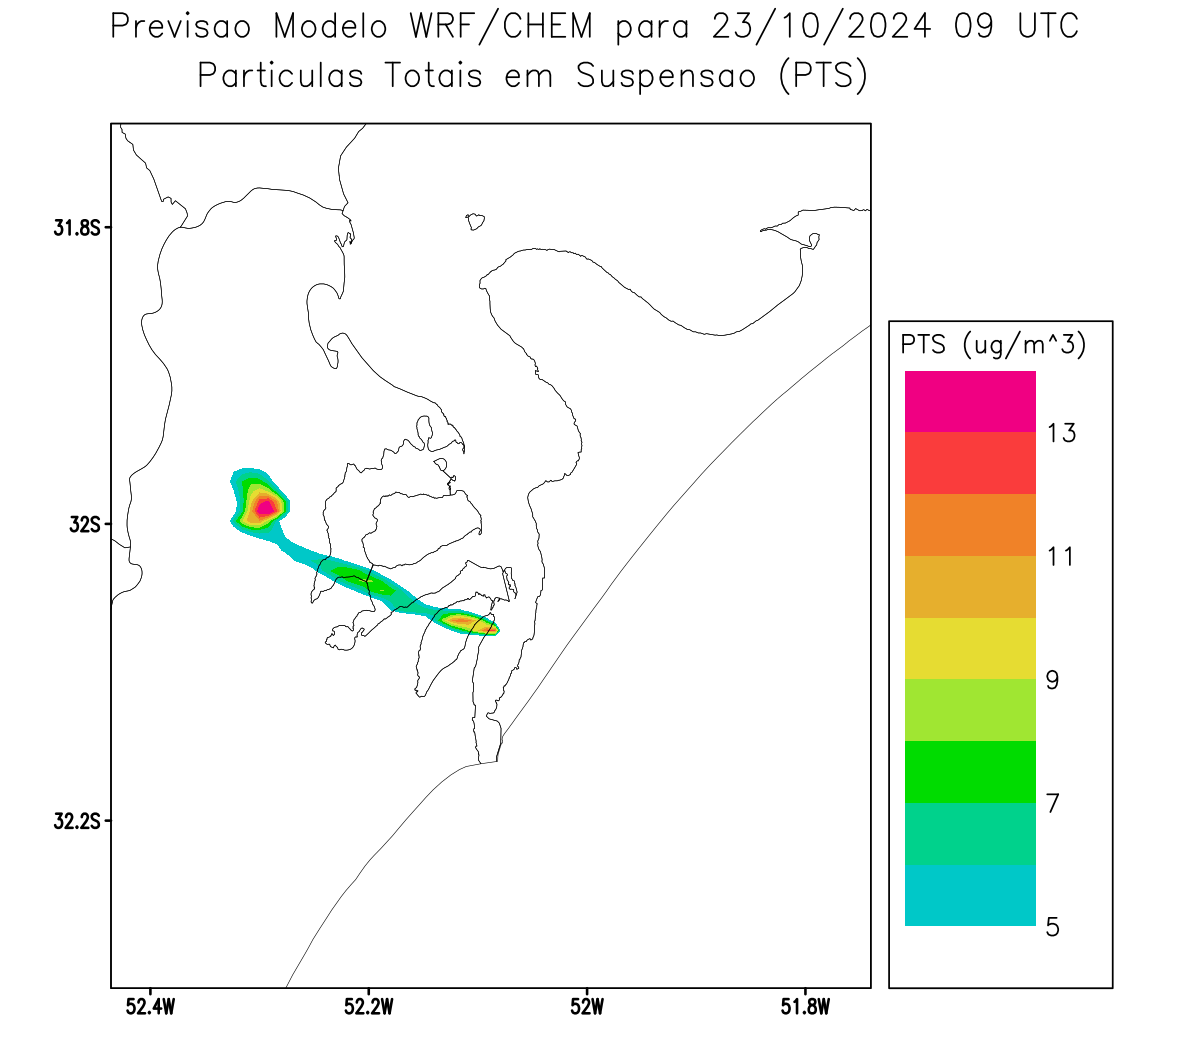 Previsao Modelo WRF/CHEM para 23/10/2024 09 UTC
Particulas Totais em Suspensao (PTS)
31.8S
32S
32.2S
52.4W
52.2W
52W
51.8W
PTS (ug/m^3)
13
11
9
7
5